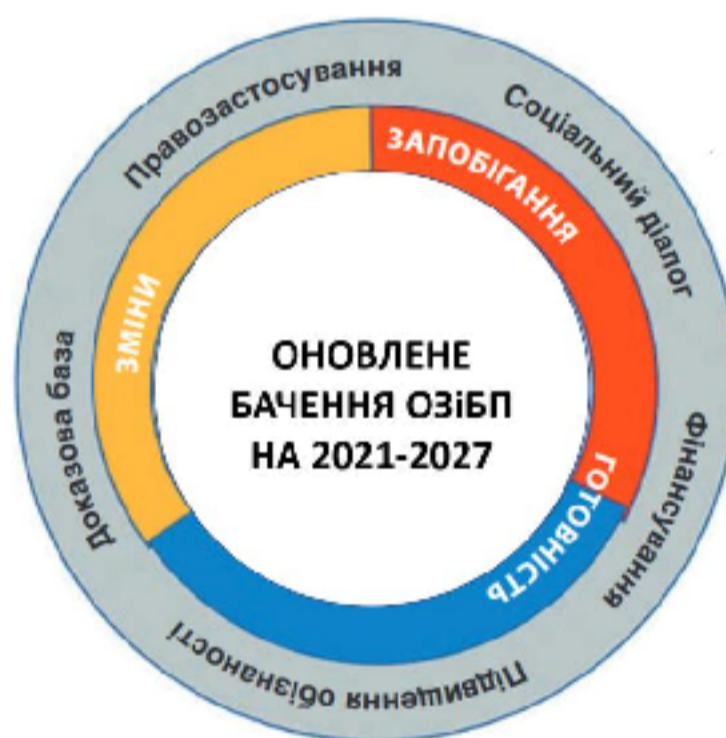 Правозастосування
Соціальний діалог
Фінансування
Підвищення обізнаності
Доказова база
ЗАПОБІГАННЯ
ГОТОВНІСТЬ
ЗМІНИ
ОНОВЛЕНЕ
БАЧЕННЯ ОЗіБП
НА 2021-2027